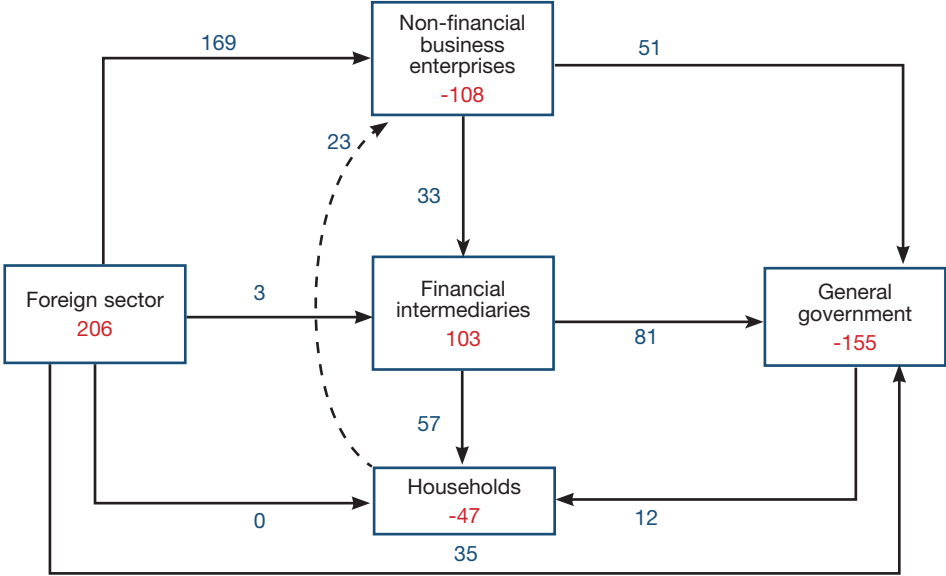 Non-financial
business
enterprises
-108
169
51
23
33
Foreign sector
206
3
Financial
intermediaries
103
81
General
government
-155
57
Households
-47
0
12
35